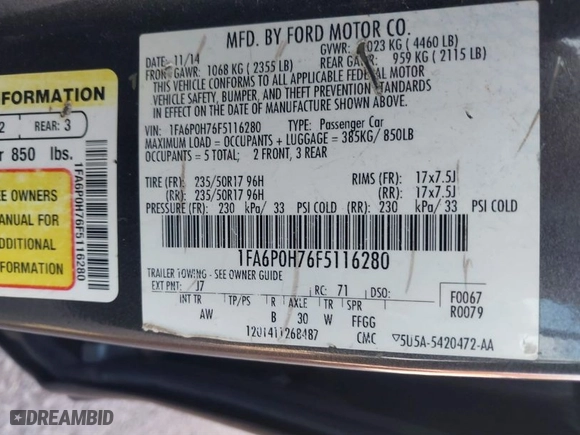 MFD. BY FORD MOTOR CO.
DATE: 11/14
GVWR: 023 KG ( 4460 LB)
FRONT GAWR: 1068 KG ( 2355 LB)
REAR GAWR: 959 KG ( 2115 LB)
THIS VEHICLE CONFORMS TO ALL APPLICABLE FEDERAL MOTOR
VEHICLE SAFETY, BUMPER, AND THEFT PREVENTION STANDARDS
IN EFFECT ON THE DATE OF MANUFACTURE SHOWN ABOVE.
VIN: 1FA6P0H76F5116280 TYPE: Passenger Car
MAXIMUM LOAD = OCCUPANTS + LUGGAGE = 385KG/ 850LB
OCCUPANTS = 5 TOTAL; 2 FRONT, 3 REAR
TIRE (FR): 235/50R17 96H RIMS (FR): 17x7.5J
(RR): 235/50R17 96H (RR): 17x7.5J
PRESSURE (FR): 230 kPa/ 33 PSI COLD (RR): 230 kPa/ 33 PSI COLD
1FA6P0H76F5116280
TRAILER TOWING - SEE OWNER GUIDE
EXT PNT: J7 RC: 71 DSO:
F0067
R0079
INT TR TP/PS R AXLE TR SPR
AW B 30 W FFGG
CMC ▽5U5A-5420472-AA
FORMATION
2 REAR: 3
r 850 lbs.
EE OWNERS
ANUAL FOR
DDITIONAL
FORMATION
1FA6P0H76F5116280
DREAMBID